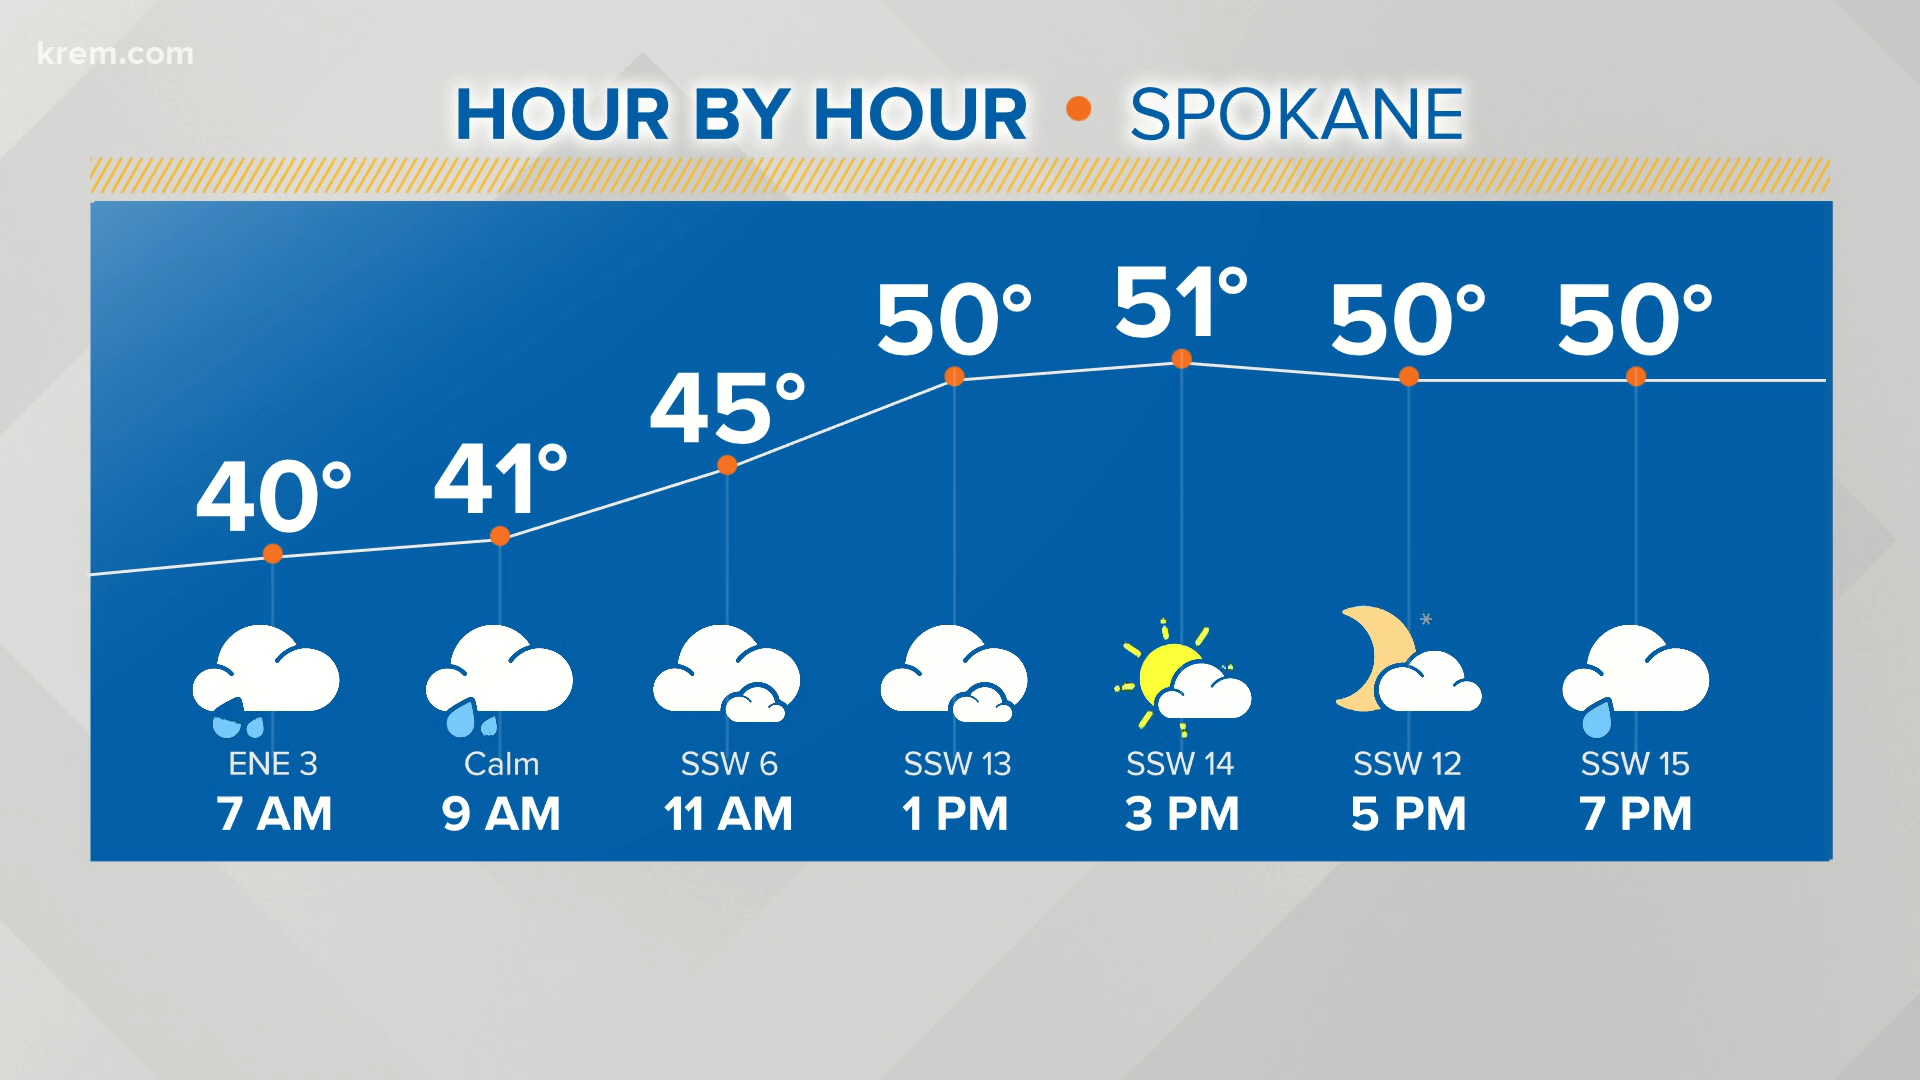 krem.com
HOUR BY HOUR • SPOKANE
40° 41° 45° 50° 51° 50° 50°
ENE 3 Calm SSW 6 SSW 13 SSW 14 SSW 12 SSW 15
7 AM 9 AM 11 AM 1 PM 3 PM 5 PM 7 PM